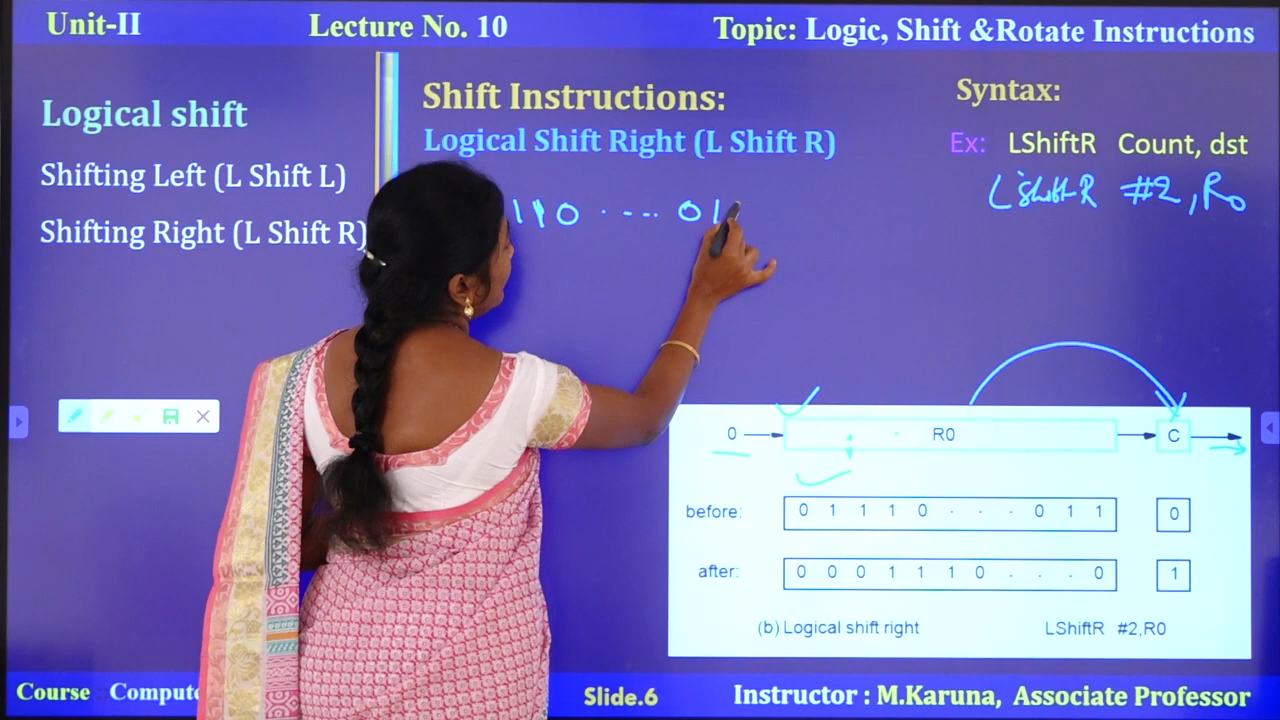 Unit-II Lecture No. 10 Topic: Logic, Shift &Rotate Instructions
Logical shift
Shifting Left (L Shift L)
Shifting Right (L Shift R)
Shift Instructions:
Logical Shift Right (L Shift R)
110 ---- 01
Syntax:
Ex: LShiftR Count, dst
LShiftR #2, R0
0 R0 C
before: 0 1 1 1 0 . . . 0 1 1 0
after: 0 0 0 1 1 1 0 . . . 0 1
(b) Logical shift right LShiftR #2,R0
Course Slide.6 Instructor : M.Karuna, Associate Professor